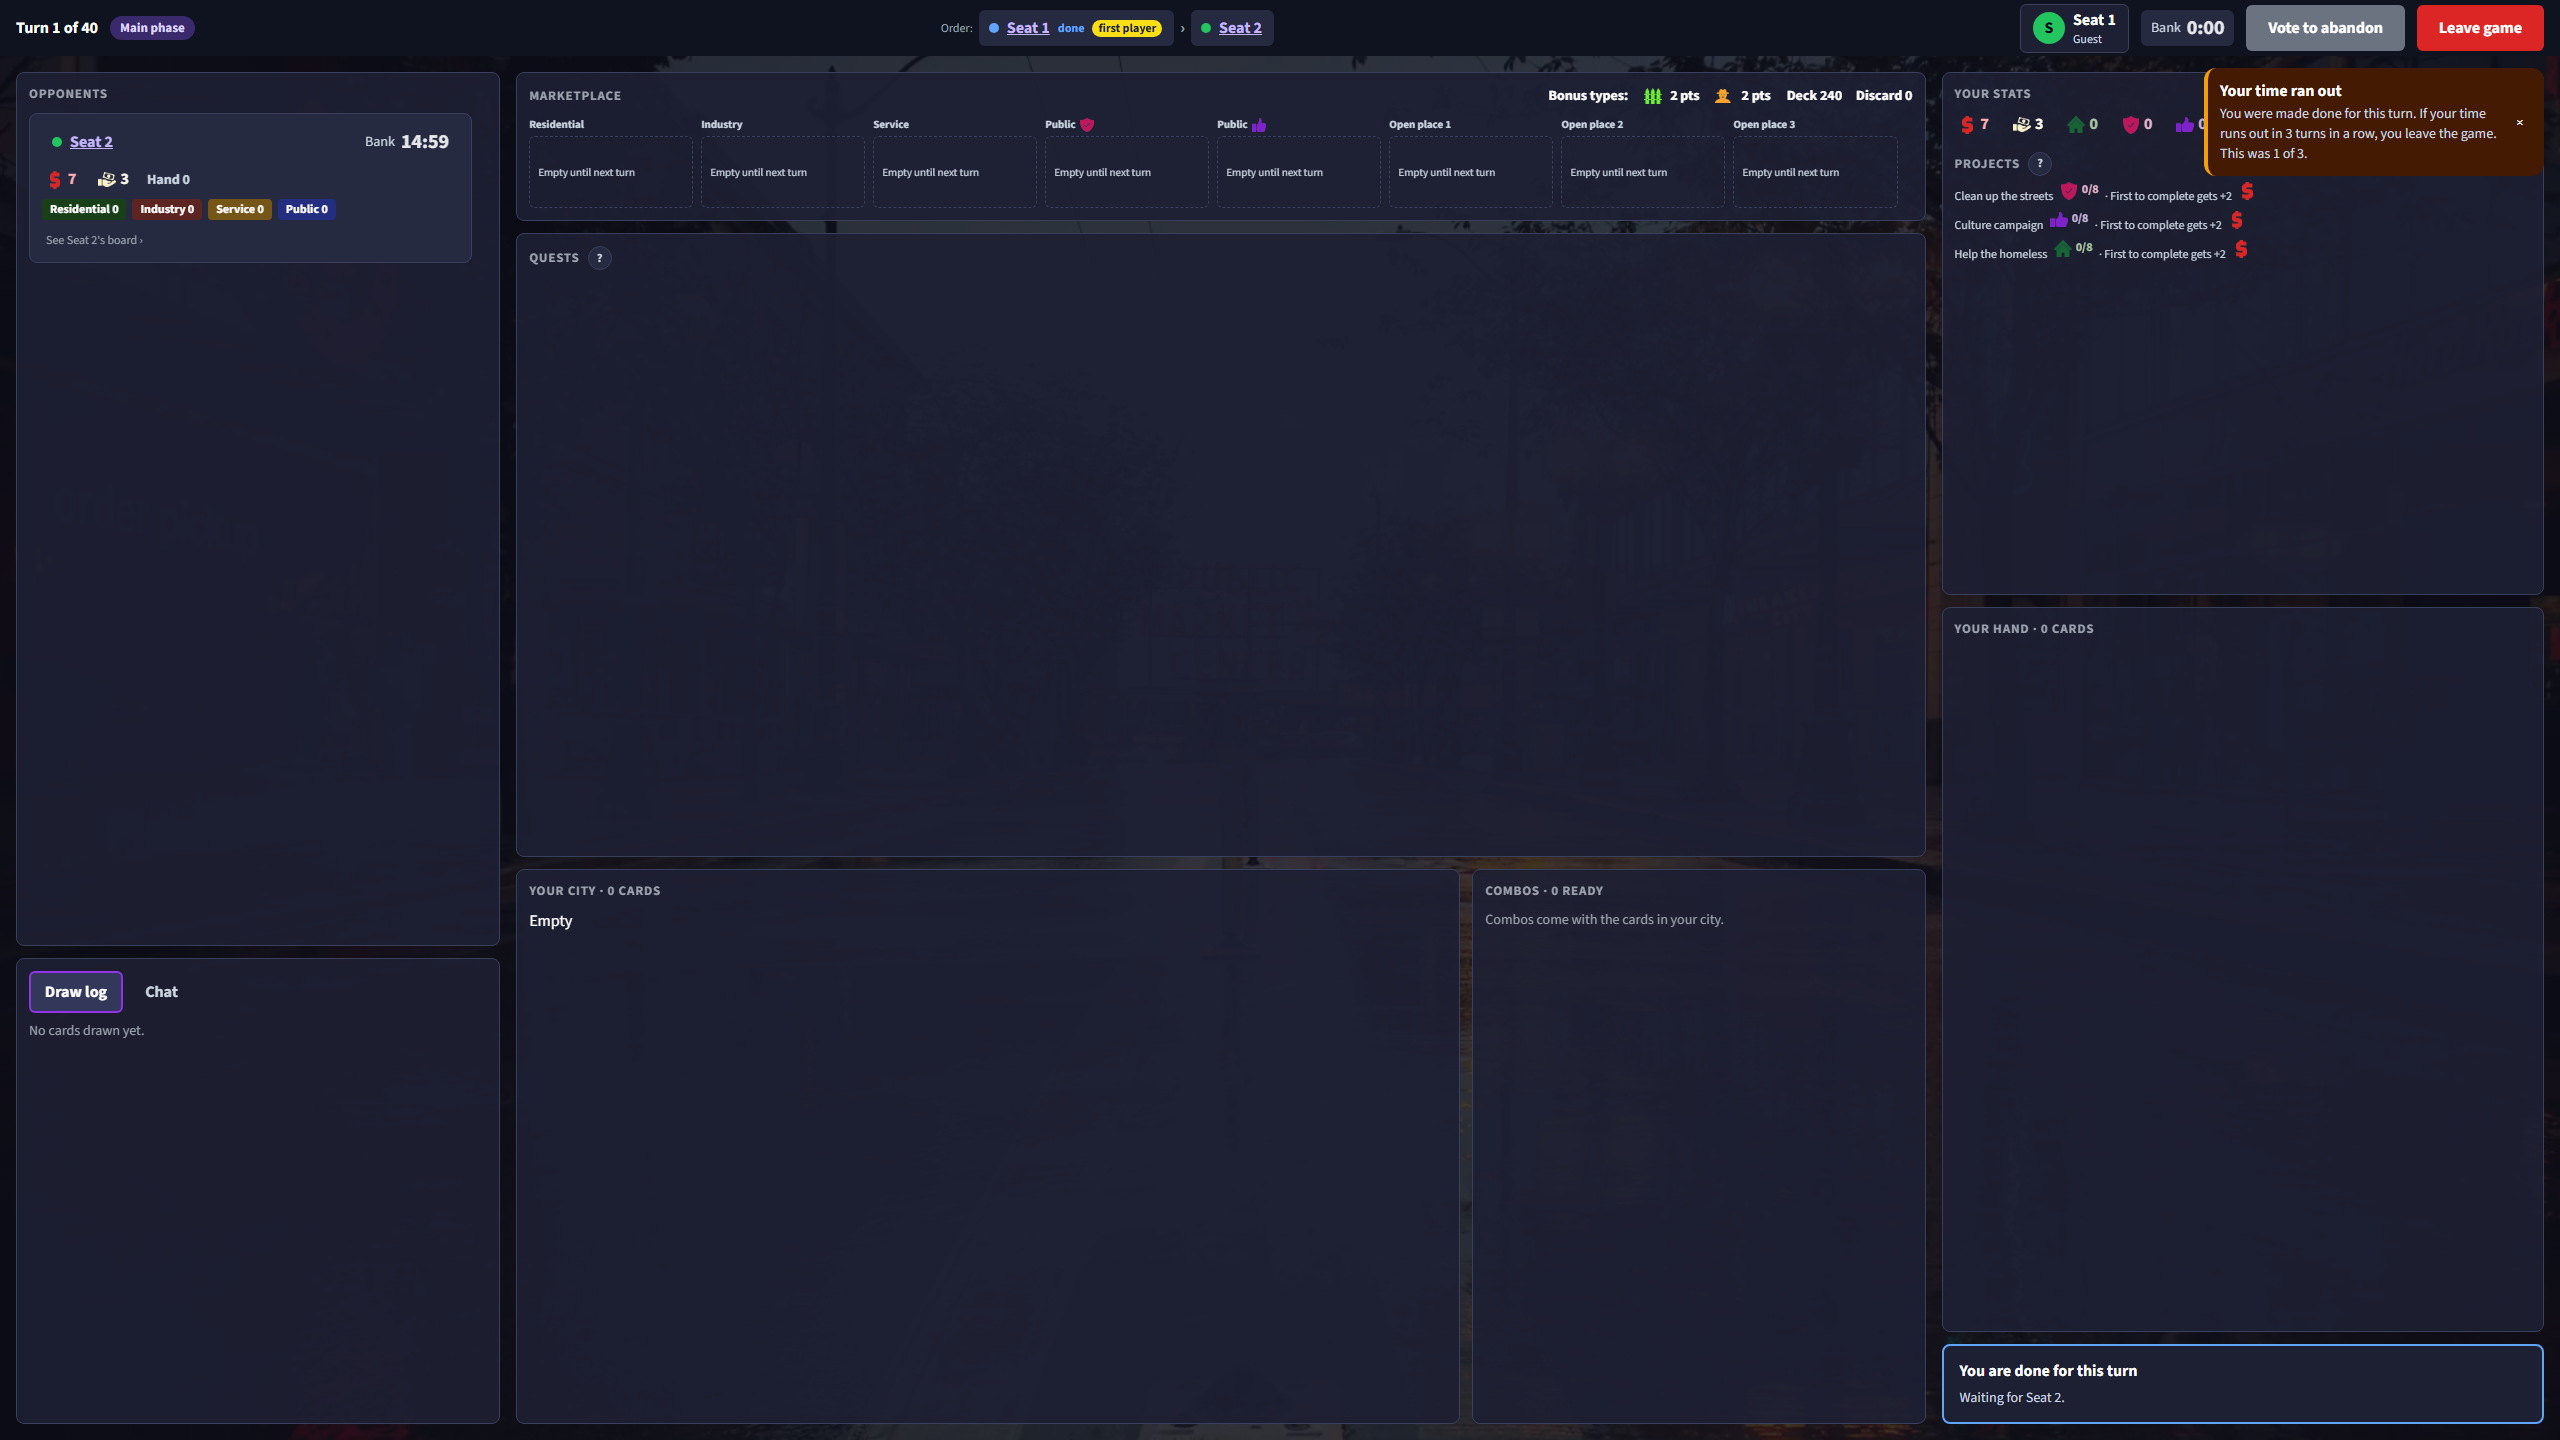 Turn 1 of 40 Main phase
Order: Seat 1 done first player › Seat 2
S Seat 1 Guest Bank 0:00 Vote to abandon Leave game
OPPONENTS
Seat 2 Bank 14:59
7 3 Hand 0
Residential 0 Industry 0 Service 0 Public 0
See Seat 2's board ›
Draw log Chat
No cards drawn yet.
MARKETPLACE Bonus types: 2 pts 2 pts Deck 240 Discard 0
Residential Industry Service Public Public Open place 1 Open place 2 Open place 3
Empty until next turn Empty until next turn Empty until next turn Empty until next turn Empty until next turn Empty until next turn Empty until next turn Empty until next turn
QUESTS ?
YOUR CITY · 0 CARDS
Empty
COMBOS · 0 READY
Combos come with the cards in your city.
YOUR STATS
7 3 0 0 0
Your time ran out
You were made done for this turn. If your time
runs out in 3 turns in a row, you leave the game.
This was 1 of 3.
×
PROJECTS ?
Clean up the streets 0/8 · First to complete gets +2
Culture campaign 0/8 · First to complete gets +2
Help the homeless 0/8 · First to complete gets +2
YOUR HAND · 0 CARDS
You are done for this turn
Waiting for Seat 2.